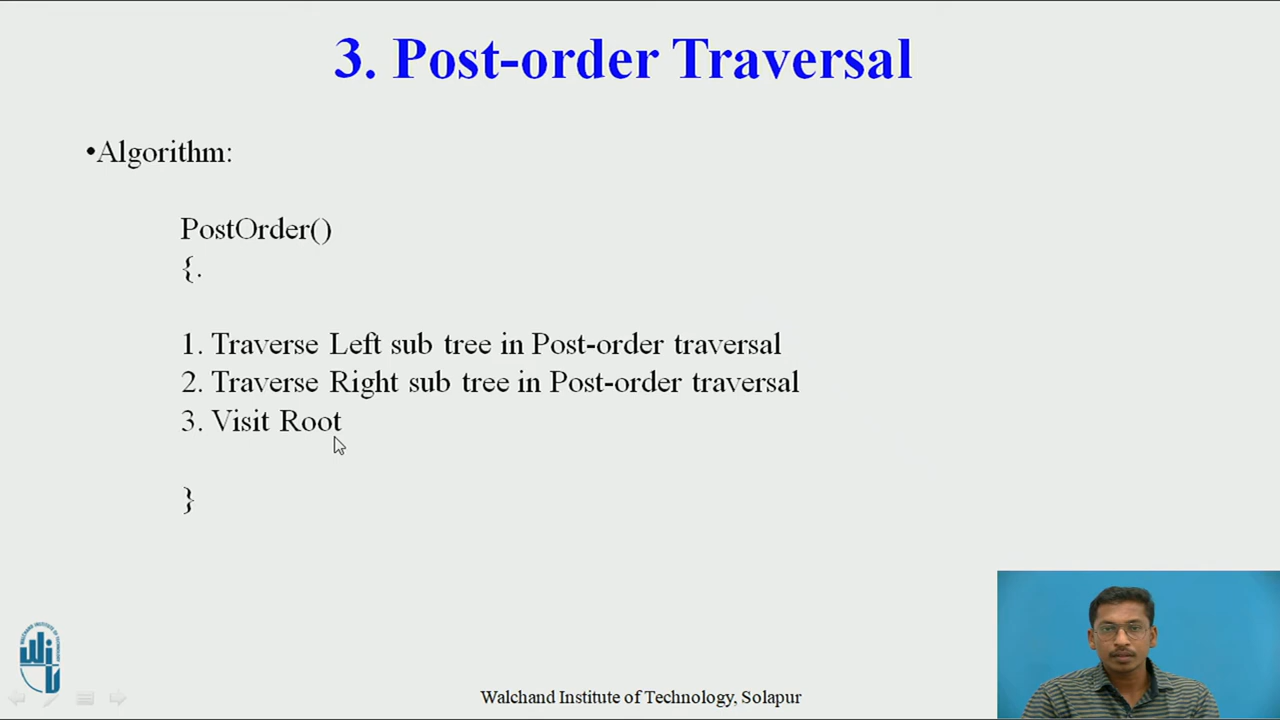 3. Post-order Traversal
•Algorithm:
PostOrder()
{.
1. Traverse Left sub tree in Post-order traversal
2. Traverse Right sub tree in Post-order traversal
3. Visit Root
}
Walchand Institute of Technology, Solapur